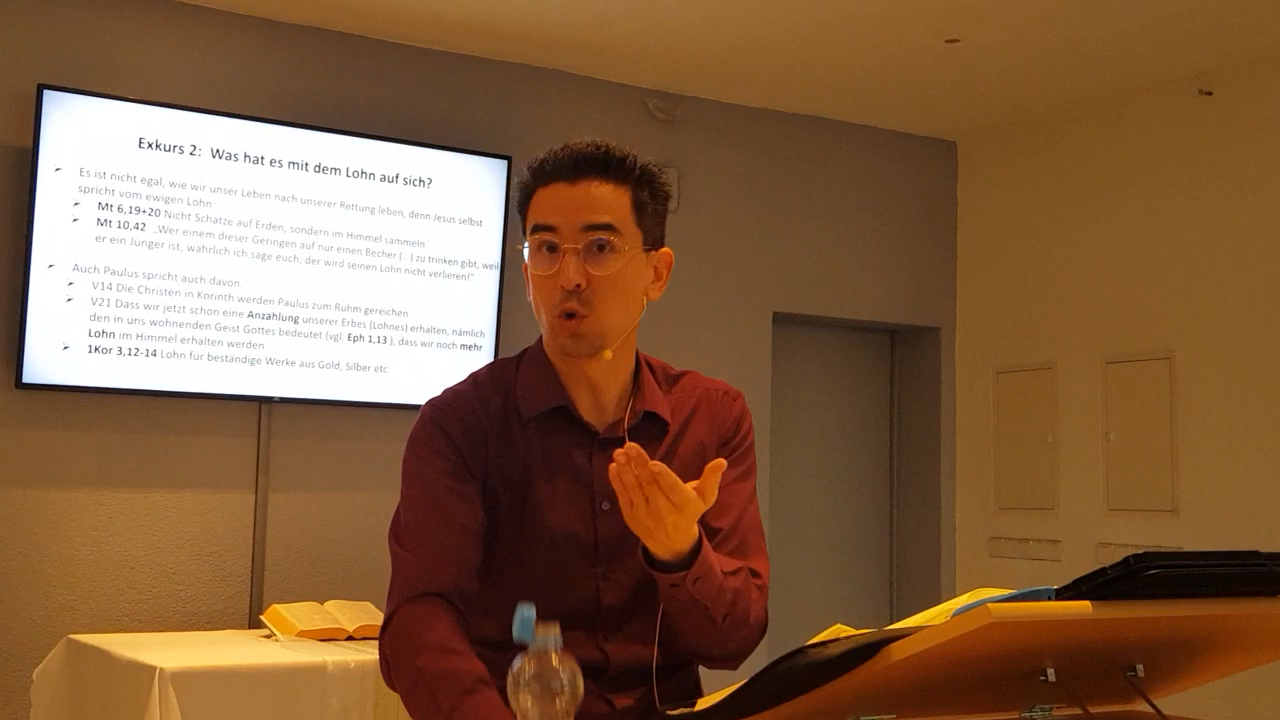 Exkurs 2: Was hat es mit dem Lohn auf sich?
Es ist nicht egal, wie wir unser Leben nach unserer Rettung leben, denn Jesus selbst
spricht vom ewigen Lohn
Mt 6,19+20 Nicht Schätze auf Erden, sondern im Himmel sammeln
Mt 10,42 „Wer einem dieser Geringen auf nur einen Becher (...) zu trinken gibt, weil
er ein Jünger ist, wahrlich ich sage euch, der wird seinen Lohn nicht verlieren!"
Auch Paulus spricht auch davon.
V14 Die Christen in Korinth werden Paulus zum Ruhm gereichen
V21 Dass wir jetzt schon eine Anzahlung unserer Erbes (Lohnes) erhalten, nämlich
den in uns wohnenden Geist Gottes bedeutet (vgl. Eph 1,13 ), dass wir noch mehr
Lohn im Himmel erhalten werden
1Kor 3,12-14 Lohn für beständige Werke aus Gold, Silber etc.